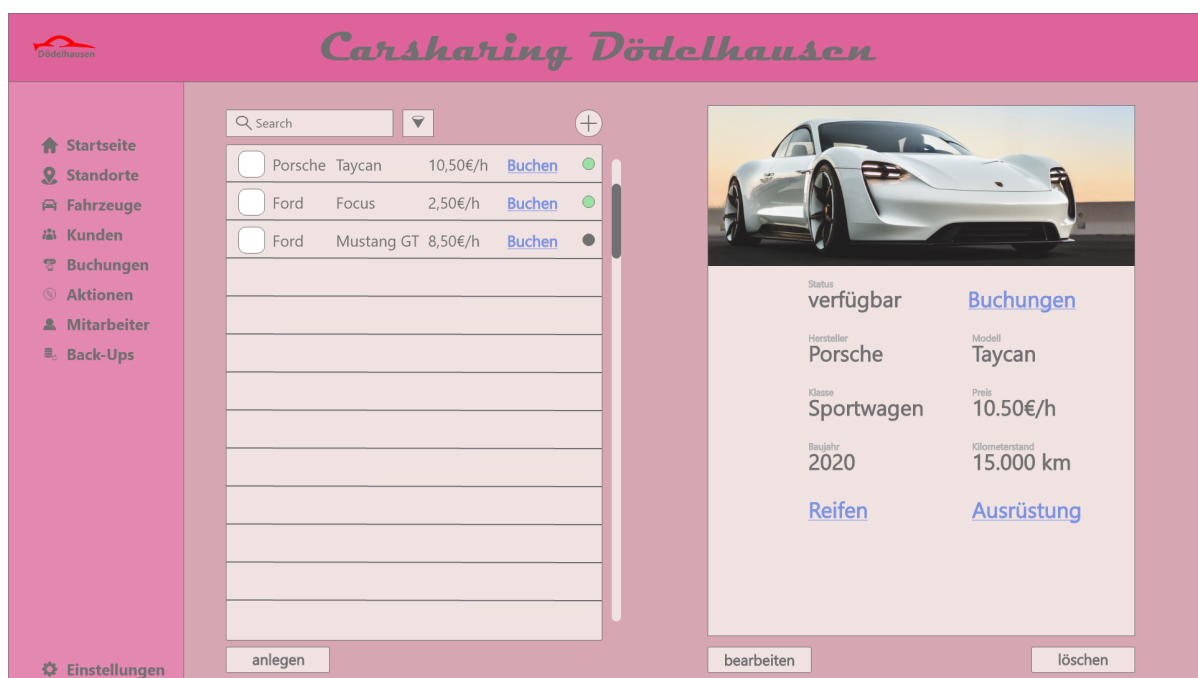 Dödelhausen
Carsharing Dödelhausen
Startseite
Standorte
Fahrzeuge
Kunden
Buchungen
Aktionen
Mitarbeiter
Back-Ups
Einstellungen
Search
Porsche Taycan 10,50€/h Buchen
Ford Focus 2,50€/h Buchen
Ford Mustang GT 8,50€/h Buchen
anlegen
Status
verfügbar Buchungen
Hersteller Modell
Porsche Taycan
Klasse Preis
Sportwagen 10.50€/h
Baujahr Kilometerstand
2020 15.000 km
Reifen Ausrüstung
bearbeiten löschen